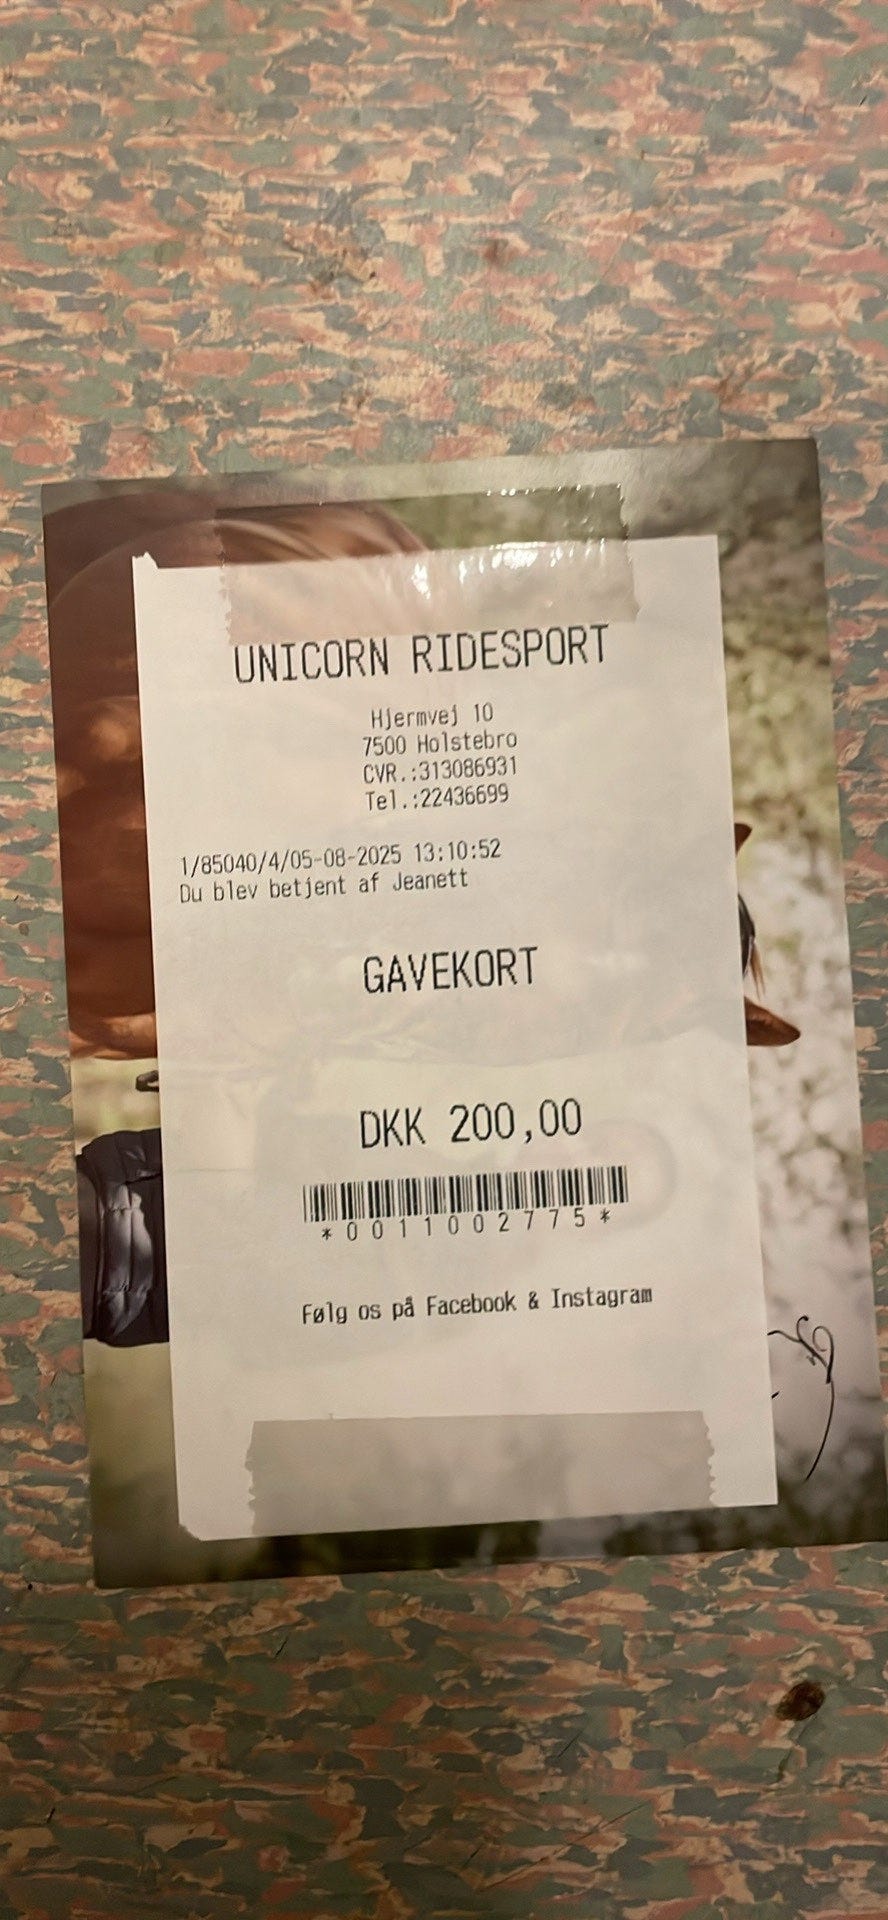 UNICORN RIDESPORT
Hjermvej 10
7500 Holstebro
CVR.:313086931
Tel.:22436699
1/85040/4/05-08-2025 13:10:52
Du blev betjent af Jeanett
GAVEKORT
DKK 200,00
*0011002775*
Følg os på Facebook & Instagram